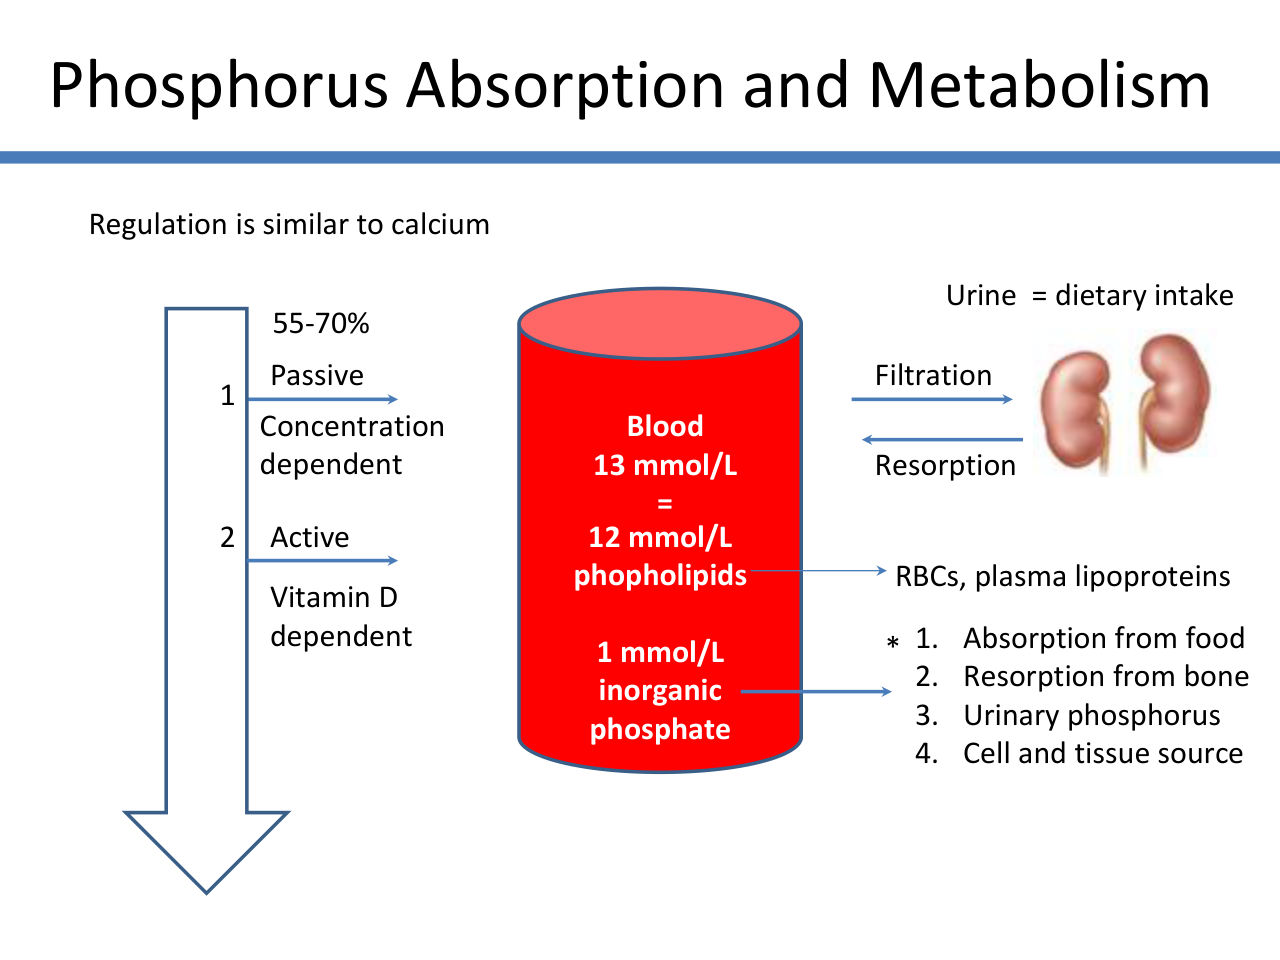 Phosphorus Absorption and Metabolism
Regulation is similar to calcium
55-70%
1
Passive
Concentration
dependent
2
Active
Vitamin D
dependent
Blood
13 mmol/L
=
12 mmol/L
phopholipids
1 mmol/L
inorganic
phosphate
Urine = dietary intake
Filtration
Resorption
RBCs, plasma lipoproteins
* 1. Absorption from food
2. Resorption from bone
3. Urinary phosphorus
4. Cell and tissue source